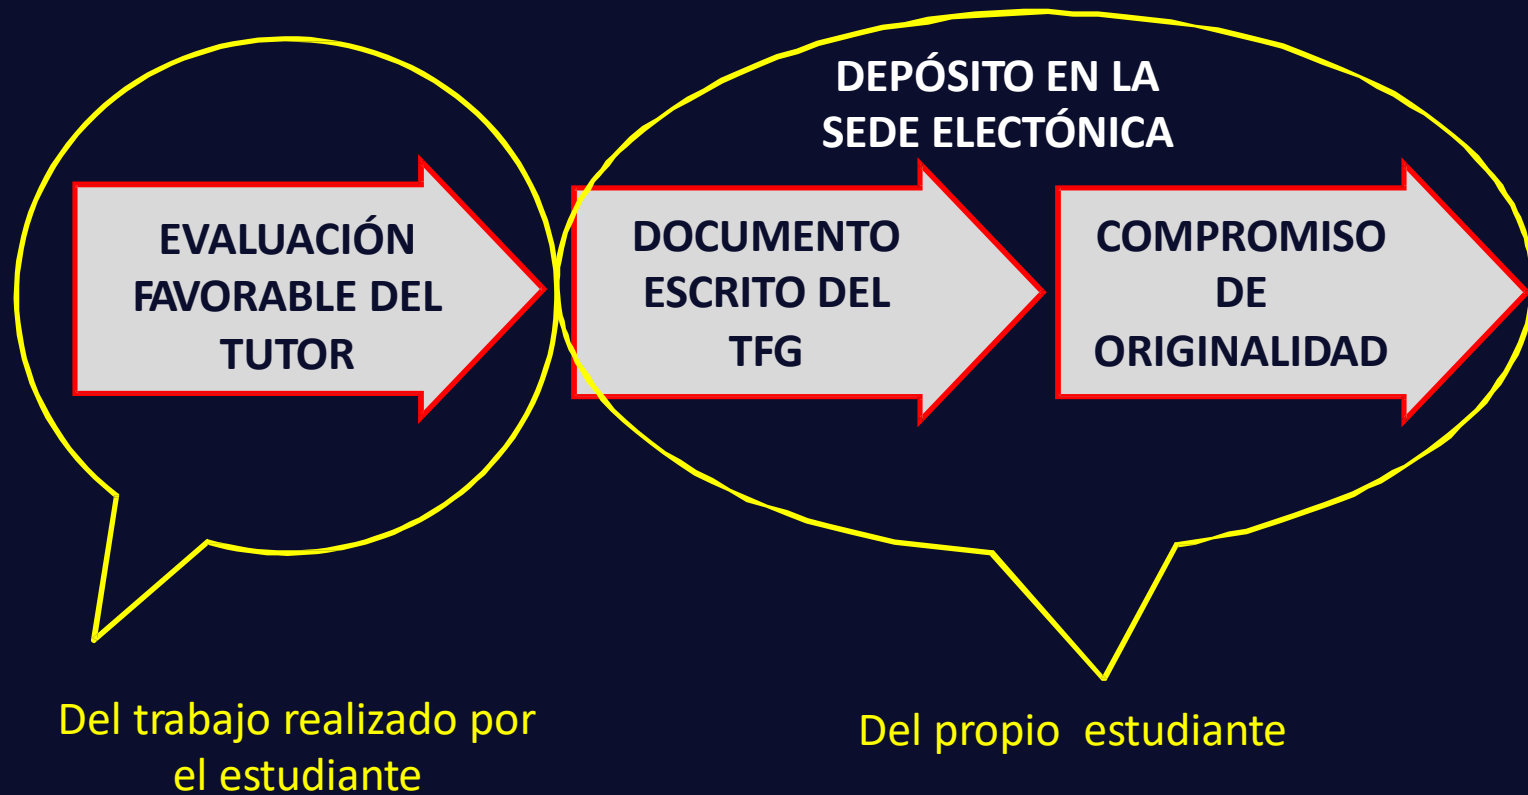 DEPÓSITO EN LA
SEDE ELECTÓNICA
EVALUACIÓN
FAVORABLE DEL
TUTOR
DOCUMENTO
ESCRITO DEL
TFG
COMPROMISO
DE
ORIGINALIDAD
Del trabajo realizado por
el estudiante
Del propio estudiante